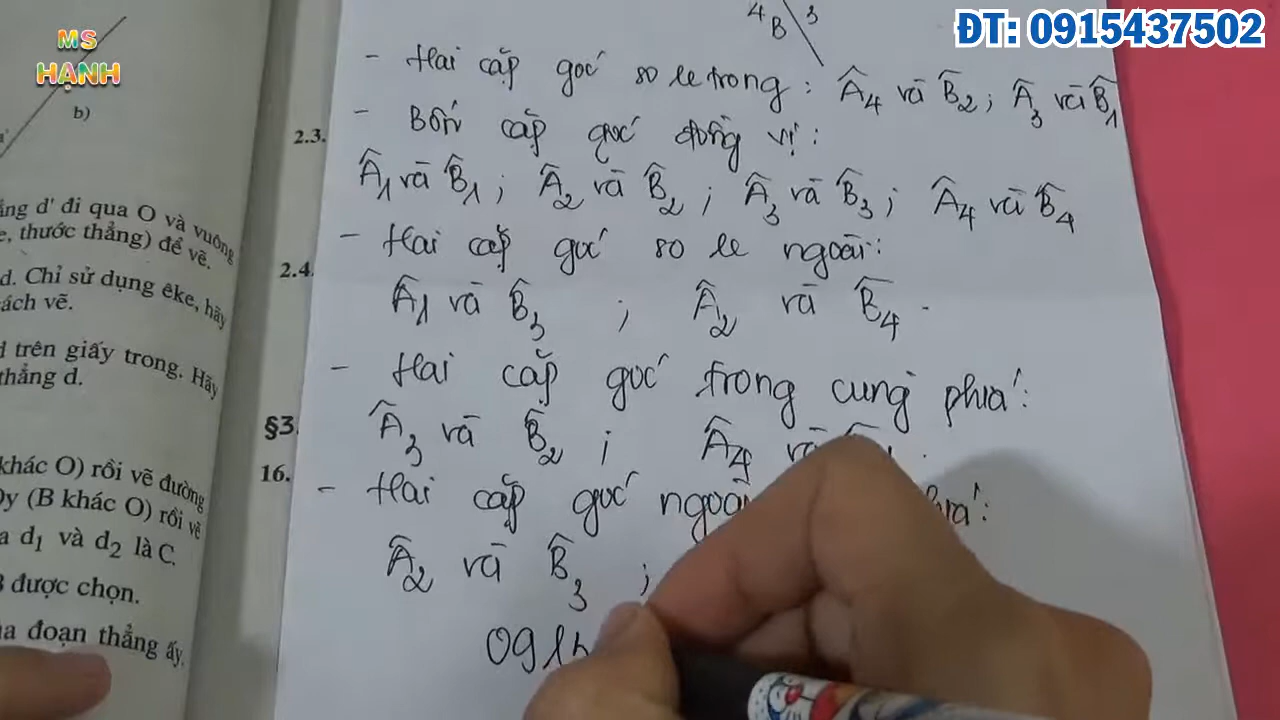 ĐT: 0915437502
MS
HẠNH
b)
4 B 3
- Hai cặp góc so le trong: Â4 và B̂2; Â3 và B̂1
2.3.
- Bốn cặp góc đồng vị:
Â1 và B̂1; Â2 và B̂2; Â3 và B̂3; Â4 và B̂4
- Hai cặp góc so le ngoài:
2.4.
Â1 và B̂3; Â2 và B̂4.
- Hai cặp góc trong cùng phía:
§3.
Â3 và B̂2; Â4
16.
- Hai cặp góc
Â2 và B̂3;
ẳng d' đi qua O và vuông
e, thước thẳng) để vẽ.
d. Chỉ sử dụng êke, hãy
ách vẽ.
trên giấy trong. Hãy
thẳng d.
khác O) rồi vẽ đường
Oy (B khác O) rồi vẽ
a d1 và d2 là C.
B được chọn.
ủa đoạn thẳng ấy.